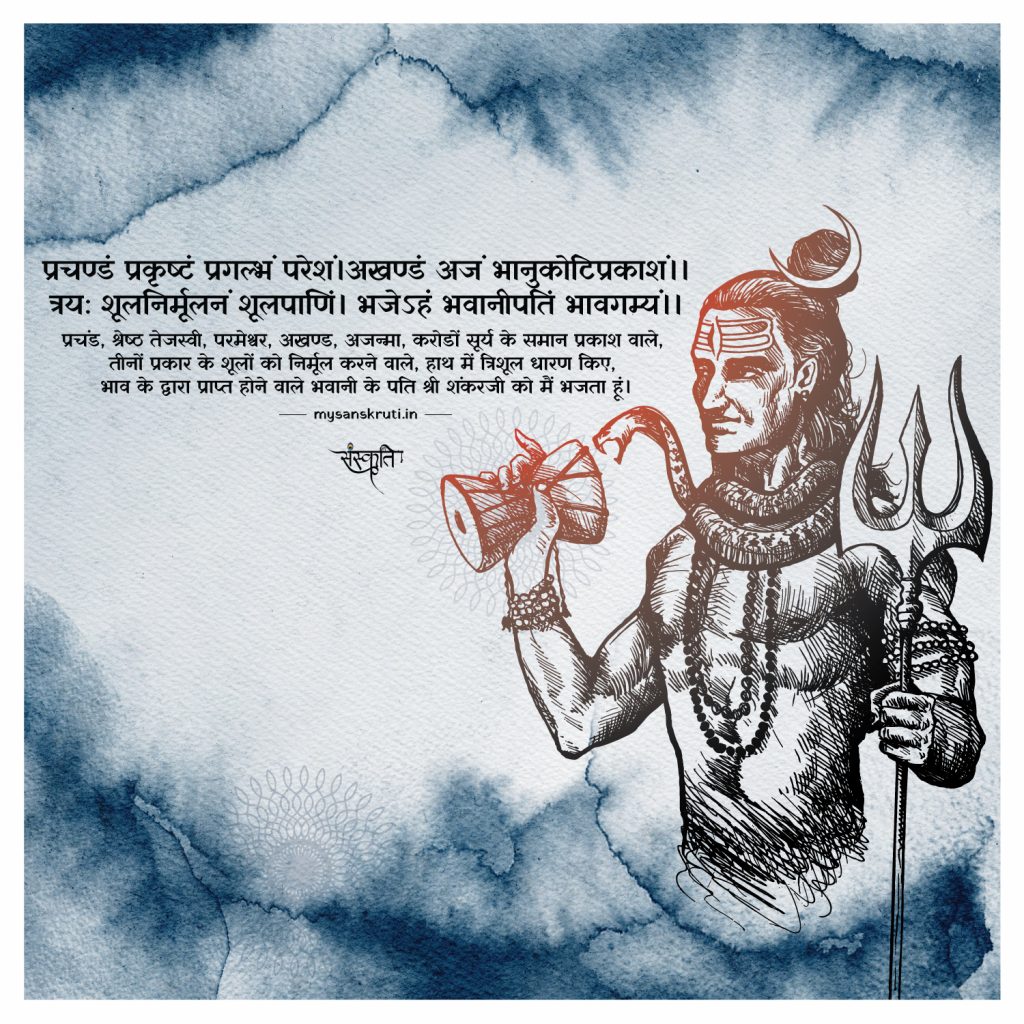 प्रचण्डं प्रकृष्टं प्रगल्भं परेशं।अखण्डं अजं भानुकोटिप्रकाशं।।
त्रयः शूलनिर्मूलनं शूलपाणिं। भजेऽहं भवानीपतिं भावगम्यं।।
प्रचडं, श्रेष्ठ तेजस्वी, परमेश्वर, अखण्ड, अजन्मा, करोडों सूर्य के समान प्रकाश वाले,
तीनों प्रकार के शूलों को निर्मूल करने वाले, हाथ में त्रिशूल धारण किए,
भाव के द्वारा प्राप्त होने वाले भवानी के पति श्री शंकरजी को मैं भजता हूं।
mysanskruti.in
संस्कृति